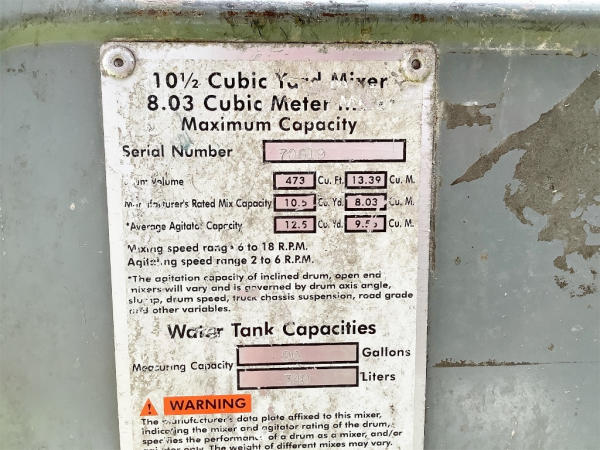 10½ Cubic Yard Mixer
8.03 Cubic Meter
Maximum Capacity
Serial Number
Drum Volume 473 Cu. Ft. 13.39 Cu. M.
Manufacturer's Rated Mix Capacity 10.5 Cu. Yd. 8.03 Cu. M.
*Average Agitator Capacity 12.5 Cu. Yd. 9.55 Cu. M.
Mixing speed range 6 to 18 R.P.M.
Agitating speed range 2 to 6 R.P.M.
*The agitation capacity of inclined drum, open end
mixers will vary and is governed by drum axis angle,
slump, drum speed, truck chassis suspension, road grade
and other variables.
Water Tank Capacities
Gallons
Measuring Capacity
Liters
WARNING
The manufacturer's data plate affixed to this mixer,
indicating the mixer and agitator rating of the drum,
specifies the performance of a drum as a mixer, and/or
agitator only. The weight of different mixes may vary.